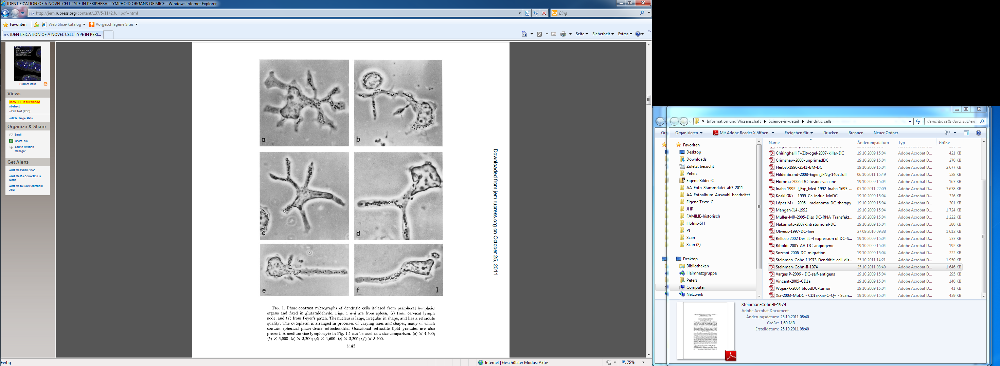 IDENTIFICATION OF A NOVEL CELL TYPE IN PERIPHERAL LYMPHOID ORGANS OF MICE - Windows Internet Explorer
http://jem.rupress.org/content/137/5/1142.full.pdf+html
Bing
Favoriten
Web Slice-Katalog
Vorgeschlagene Sites
JEM IDENTIFICATION OF A NOVEL CELL TYPE IN PERI...
Seite
Sicherheit
Extras
THE JOURNAL OF EXPERIMENTAL MEDICINE
Current Issue
Views
Show PDF in full window
Abstract
» Full Text (PDF)
Article Usage Stats
Organize & Share
Email
ShareThis
Add to Citation
Manager
Get Alerts
Alert Me When Cited
Alert Me if a Correction is
Made
Alert Me to New Content in
JEM
a
b
c
d
e
f
1
FIG. 1. Phase-contrast micrographs of dendritic cells isolated from peripheral lymphoid
organs and fixed in glutaraldehyde. Figs. 1 a–d are from spleen, (e) from cervical lymph
node, and (f) from Peyer's patch. The nucleus is large, irregular in shape, and has a refractile
quality. The cytoplasm is arranged in processes of varying sizes and shapes, many of which
contain spherical phase-dense mitochondria. Occasional refractile lipid granules are also
present. A medium size lymphocyte in Fig. 1 b can be used as a size comparison. (a) × 4,500;
(b) × 3,500; (c) × 3,200; (d) × 4,600; (e) × 3,200; (f) × 3,200.
1145
Downloaded from jem.rupress.org on October 25, 2011
Fertig
Internet | Geschützter Modus: Aktiv
75%
« Information und Wissenschaft
Science-in-detail
dendritic cells
dendritic cells durchsuchen
Organisieren
Mit Adobe Reader X öffnen
Freigeben für
Drucken
Brennen
Neuer Ordner
Favoriten
Desktop
Downloads
Zuletzt besucht
Peters
Eigene Bilder-C
AA-Foto-Stammdatei-ab7-2011
AA-Fotoalbum-Auswahl-bearbeitet
Eigene Texte-C
JHP
FAMILIE-historisch
Holnis-SH
Pt
Scan
Scan (2)
Desktop
Bibliotheken
Heimnetzgruppe
Peters
Computer
Netzwerk
Name Änderungsdatum Typ Größe
Ghiringhelli F+Zitvogel-2007-killer-DC 19.10.2009 15:04 Adobe Acrobat D... 421 KB
Grimshaw-2008-unprimedDC 19.10.2009 15:04 Adobe Acrobat D... 270 KB
Herbst-1996-2541-BM-DC 19.10.2009 15:04 Adobe Acrobat D... 2.677 KB
Hildenbrand-2008-Eigen_IFNg-1467.full 06.10.2011 15:49 Adobe Acrobat D... 528 KB
Homma-2006-DC-fusion-vaccine 19.10.2009 15:04 Adobe Acrobat D... 163 KB
Inaba-1992-J_Exp_Med-1992-Inaba-1693-... 05.10.2011 22:09 Adobe Acrobat D... 3.638 KB
Koski GK+ - 1999-Ca-induc-MoDC 19.10.2009 15:04 Adobe Acrobat D... 326 KB
López M+ - 2006 - melanoma-DC-therapy 19.10.2009 15:04 Adobe Acrobat D... 301 KB
Mangan-IL4-1992 19.10.2009 15:04 Adobe Acrobat D... 1.724 KB
Müller-MR-2005-Diss_DC-RNA_Transfekt... 19.10.2009 15:04 Adobe Acrobat D... 1.222 KB
Nakamoto-2007-Intratumoral-DC 19.10.2009 15:04 Adobe Acrobat D... 380 KB
Olweus-1997-DC-line 27.09.2010 09:38 Adobe Acrobat D... 1.612 KB
Relloso 2002 Dex IL-4 expression of DC-S... 19.10.2009 15:04 Adobe Acrobat D... 533 KB
Riboldi-2005-AA-DC-angiogenic 19.10.2009 15:04 Adobe Acrobat D... 192 KB
Sozzani-2006-DC-migration 19.10.2009 15:04 Adobe Acrobat D... 222 KB
Steinman-Cohe-I-1973-Dendritic-cell-dis... 25.10.2011 14:21 Adobe Acrobat D... 1.950 KB
Steinman-Cohn-II-1974 25.10.2011 08:40 Adobe Acrobat D... 1.646 KB
Vargas P-2006 - DC-self-antigens 19.10.2009 15:04 Adobe Acrobat D... 295 KB
Vincent-2005-CD1a 19.10.2009 15:04 Adobe Acrobat D... 140 KB
Wojas-K-2004 bloodDC-tumor 19.10.2009 15:04 Adobe Acrobat D... 41 KB
Xia-2003-MoDC - CD1a-Xia-C-Q+ - Scan... 19.10.2009 15:04 Adobe Acrobat D... 439 KB
Steinman-Cohn-II-1974
Adobe Acrobat Document
Änderungsdatum: 25.10.2011 08:40
Größe: 1,60 MB
Erstelldatum: 25.10.2011 08:40